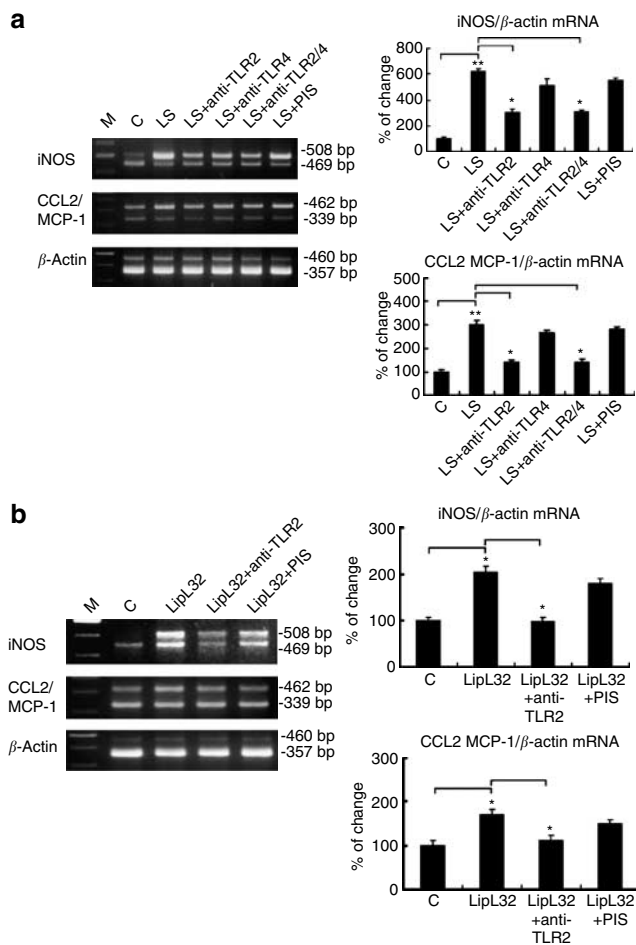 a
M
C
LS
LS+anti-TLR2
LS+anti-TLR4
LS+anti-TLR2/4
LS+PIS
iNOS
-508 bp
-469 bp
CCL2/
MCP-1
-462 bp
-339 bp
β-Actin
-460 bp
-357 bp
iNOS/β-actin mRNA
% of change
800
600
400
200
0
**
*
*
C
LS
LS+anti-TLR2
LS+anti-TLR4
LS+anti-TLR2/4
LS+PIS
CCL2 MCP-1/β-actin mRNA
% of change
400
300
200
100
0
**
*
*
C
LS
LS+anti-TLR2
LS+anti-TLR4
LS+anti-TLR2/4
LS+PIS
b
M
C
LipL32
LipL32+anti-TLR2
LipL32+PIS
iNOS
-508 bp
-469 bp
CCL2/
MCP-1
-462 bp
-339 bp
β-Actin
-460 bp
-357 bp
iNOS/β-actin mRNA
% of change
300
200
100
0
*
*
C
LipL32
LipL32
+anti-
TLR2
LipL32
+PIS
CCL2 MCP-1/β-actin mRNA
% of change
300
200
100
0
*
*
C
LipL32
LipL32
+anti-
TLR2
LipL32
+PIS